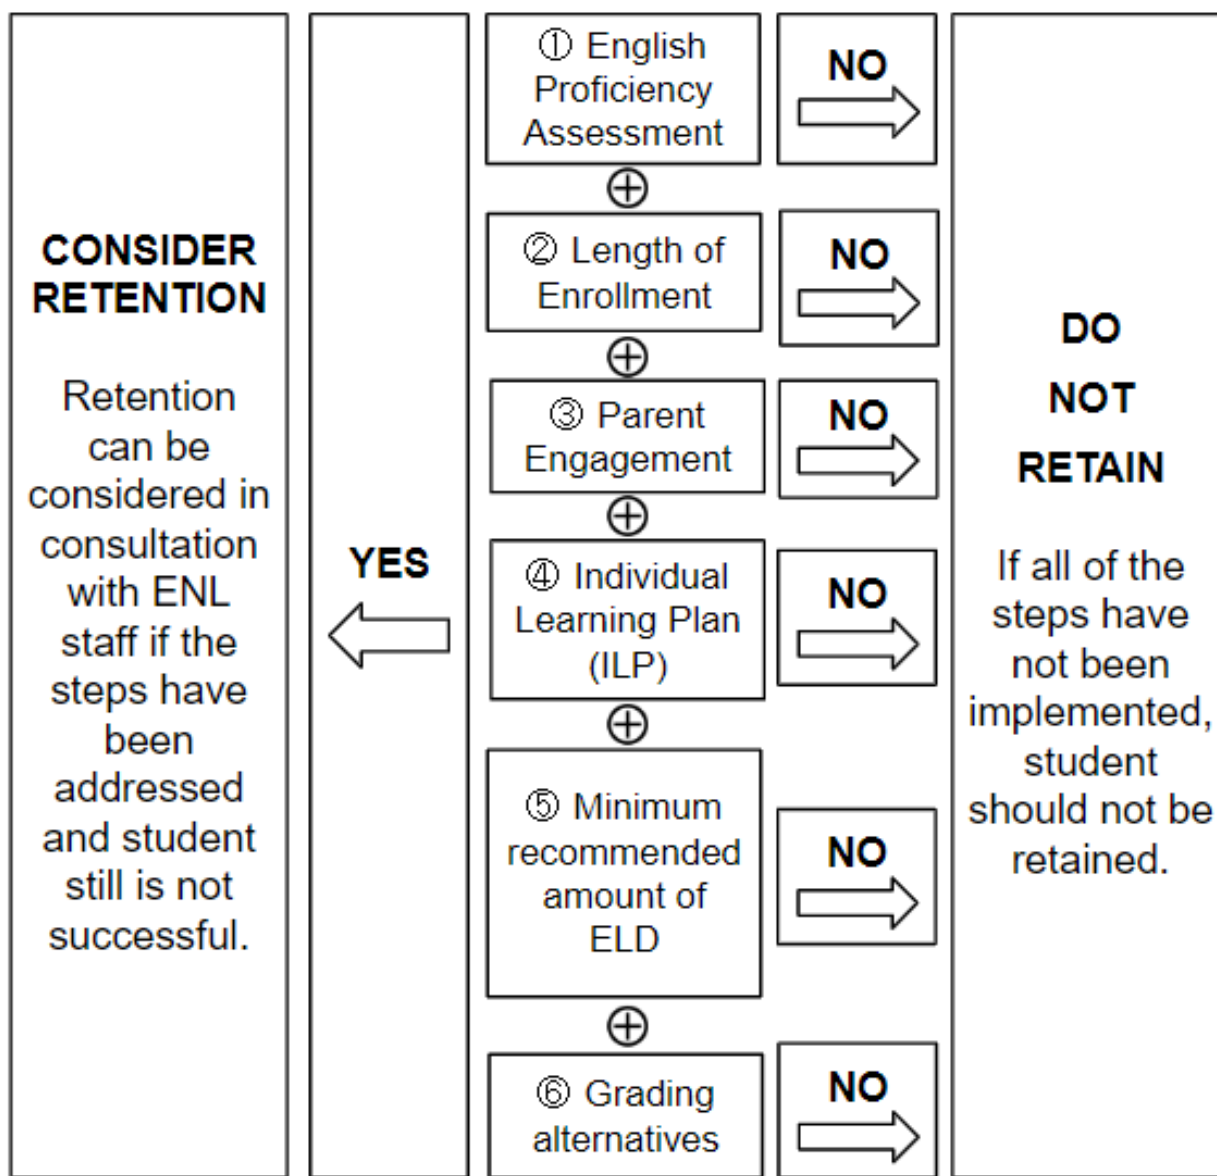 CONSIDER
RETENTION
Retention
can be
considered in
consultation
with ENL
staff if the
steps have
been
addressed
and student
still is not
successful.
YES
① English
Proficiency
Assessment
NO
② Length of
Enrollment
NO
③ Parent
Engagement
NO
④ Individual
Learning Plan
(ILP)
NO
⑤ Minimum
recommended
amount of
ELD
NO
⑥ Grading
alternatives
NO
DO
NOT
RETAIN
If all of the
steps have
not been
implemented,
student
should not be
retained.